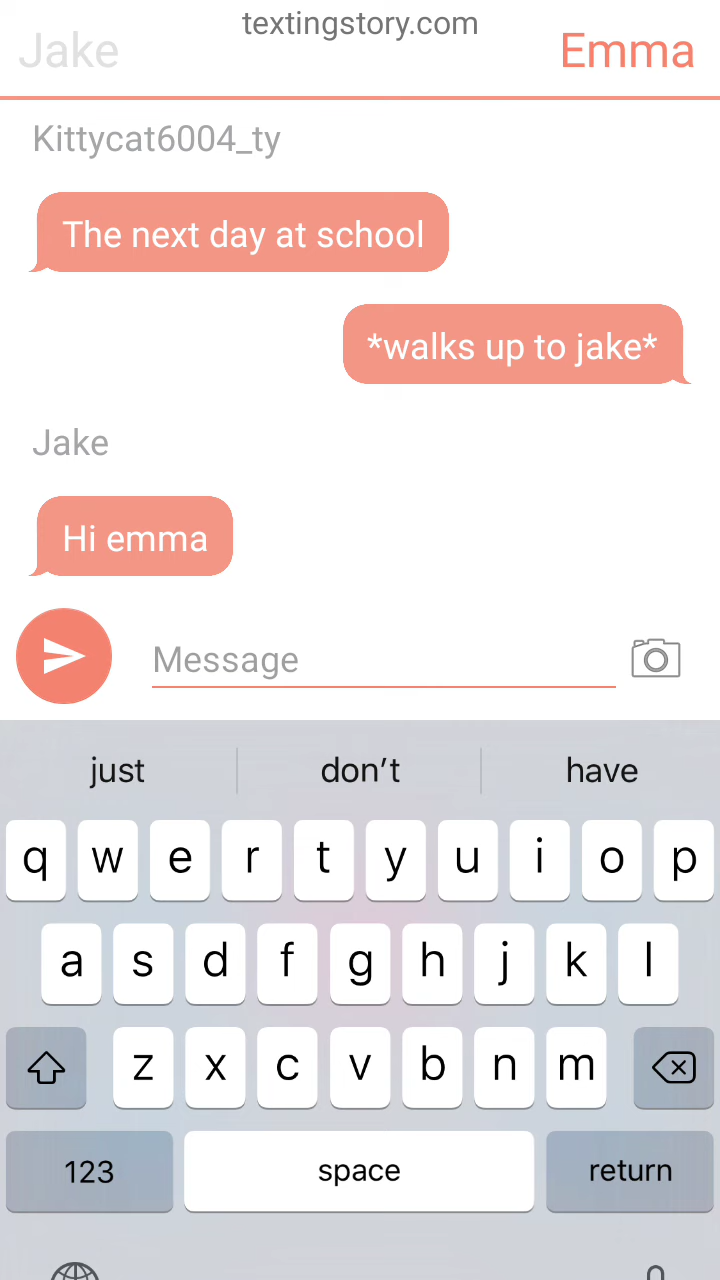 textingstory.com
Jake Emma
Kittycat6004_ty
The next day at school
*walks up to jake*
Jake
Hi emma
Message
just don't have
q w e r t y u i o p
a s d f g h j k l
z x c v b n m
123 space return